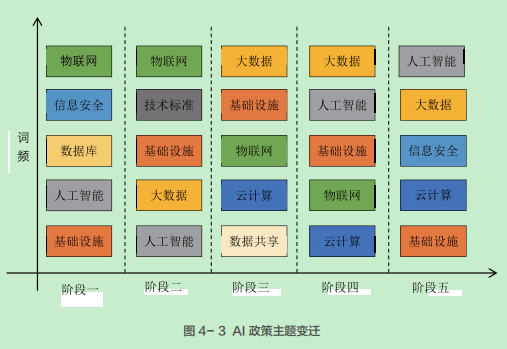 物联网 物联网 大数据 大数据 人工智能
信息安全 技术标准 基础设施 人工智能 大数据
词频
数据库 基础设施 物联网 基础设施 信息安全
人工智能 大数据 云计算 物联网 云计算
基础设施 人工智能 数据共享 云计算 基础设施
阶段一 阶段二 阶段三 阶段四 阶段五
图 4- 3 AI 政策主题变迁